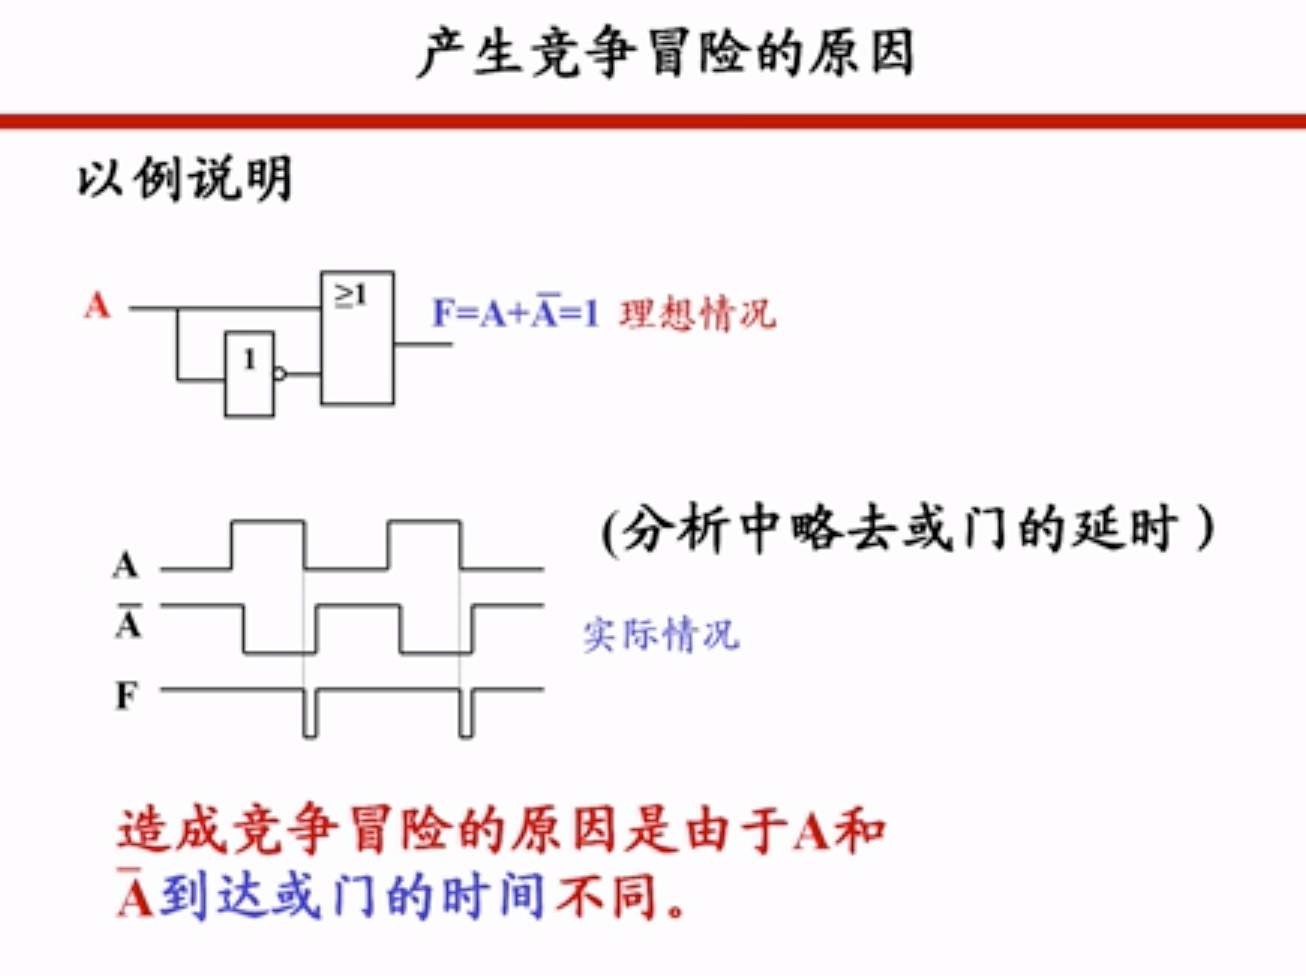 产生竞争冒险的原因
以例说明
A
≥1
1
F=A+A̅=1 理想情况
(分析中略去或门的延时)
A
A̅
实际情况
F
造成竞争冒险的原因是由于A和
A̅到达或门的时间不同。